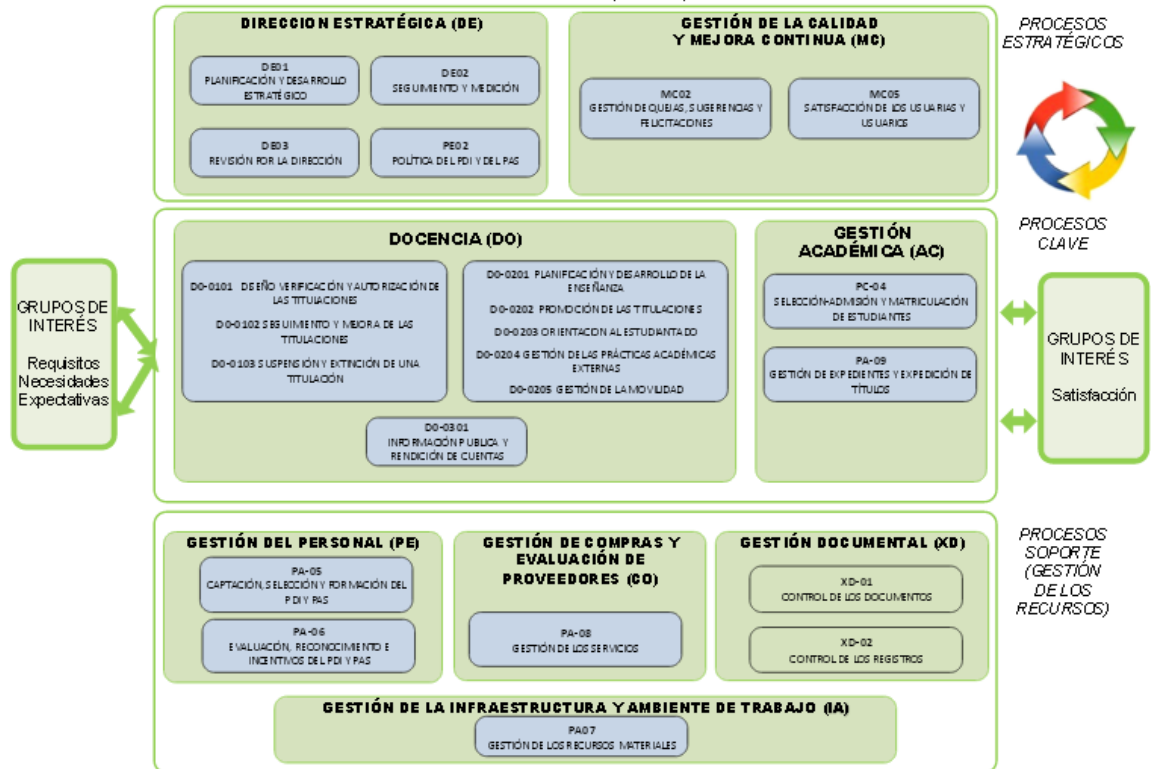 DIRECCION ESTRATÉGICA (DE)
DE01
PLANIFICACIÓN Y DESARROLLO
ESTRATÉGICO
DE02
SEGUIMIENTO Y MEDICIÓN
DE03
REVISIÓN POR LA DIRECCIÓN
PE02
POLÍTICA DEL PDI Y DEL PAS
GESTIÓN DE LA CALIDAD
Y MEJORA CONTINUA (MC)
MC02
GESTIÓN DE QUEJAS, SUGERENCIAS Y
FELICITACIONES
MC05
SATISFACCIÓN DE LOS USUARIAS Y
USUARIOS
PROCESOS
ESTRATÉGICOS
GRUPOS DE
INTERÉS
Requisitos
Necesidades
Expectativas
DOCENCIA (DO)
DO-0101 DISEÑO VERIFICACIÓN Y AUTORIZACIÓN DE
LAS TITULACIONES
DO-0102 SEGUIMIENTO Y MEJORA DE LAS
TITULACIONES
DO-0103 SUSPENSIÓN Y EXTINCIÓN DE UNA
TITULACIÓN
DO-0201 PLANIFICACIÓN Y DESARROLLO DE LA
ENSEÑANZA
DO-0202 PROMOCIÓN DE LAS TITULACIONES
DO-0203 ORIENTACION AL ESTUDIANTADO
DO-0204 GESTIÓN DE LAS PRÁCTICAS ACADÉMICAS
EXTERNAS
DO-0205 GESTIÓN DE LA MOVILIDAD
DO-0301
INFORMACIÓN PUBLICA Y
RENDICIÓN DE CUENTAS
GESTIÓN
ACADÉMICA (AC)
PC-04
SELECCIÓN-ADMISIÓN Y MATRICULACIÓN
DE ESTUDIANTES
PA-09
GESTIÓN DE EXPEDIENTES Y EXPEDICIÓN DE
TÍTULOS
PROCESOS
CLAVE
GRUPOS DE
INTERÉS
Satisfacción
GESTIÓN DEL PERSONAL (PE)
PA-05
CAPTACIÓN, SELECCIÓN Y FORMACIÓN DEL
PDI Y PAS
PA-06
EVALUACIÓN, RECONOCIMIENTO E
INCENTIVOS DEL PDI Y PAS
GESTIÓN DE COMPRAS Y
EVALUACIÓN DE
PROVEEDORES (CO)
PA-08
GESTIÓN DE LOS SERVICIOS
GESTIÓN DOCUMENTAL (XD)
XD-01
CONTROL DE LOS DOCUMENTOS
XD-02
CONTROL DE LOS REGISTROS
PROCESOS
SOPORTE
(GESTIÓN
DE LOS
RECURSOS)
GESTIÓN DE LA INFRAESTRUCTURA Y AMBIENTE DE TRABAJO (IA)
PA07
GESTIÓN DE LOS RECURSOS MATERIALES